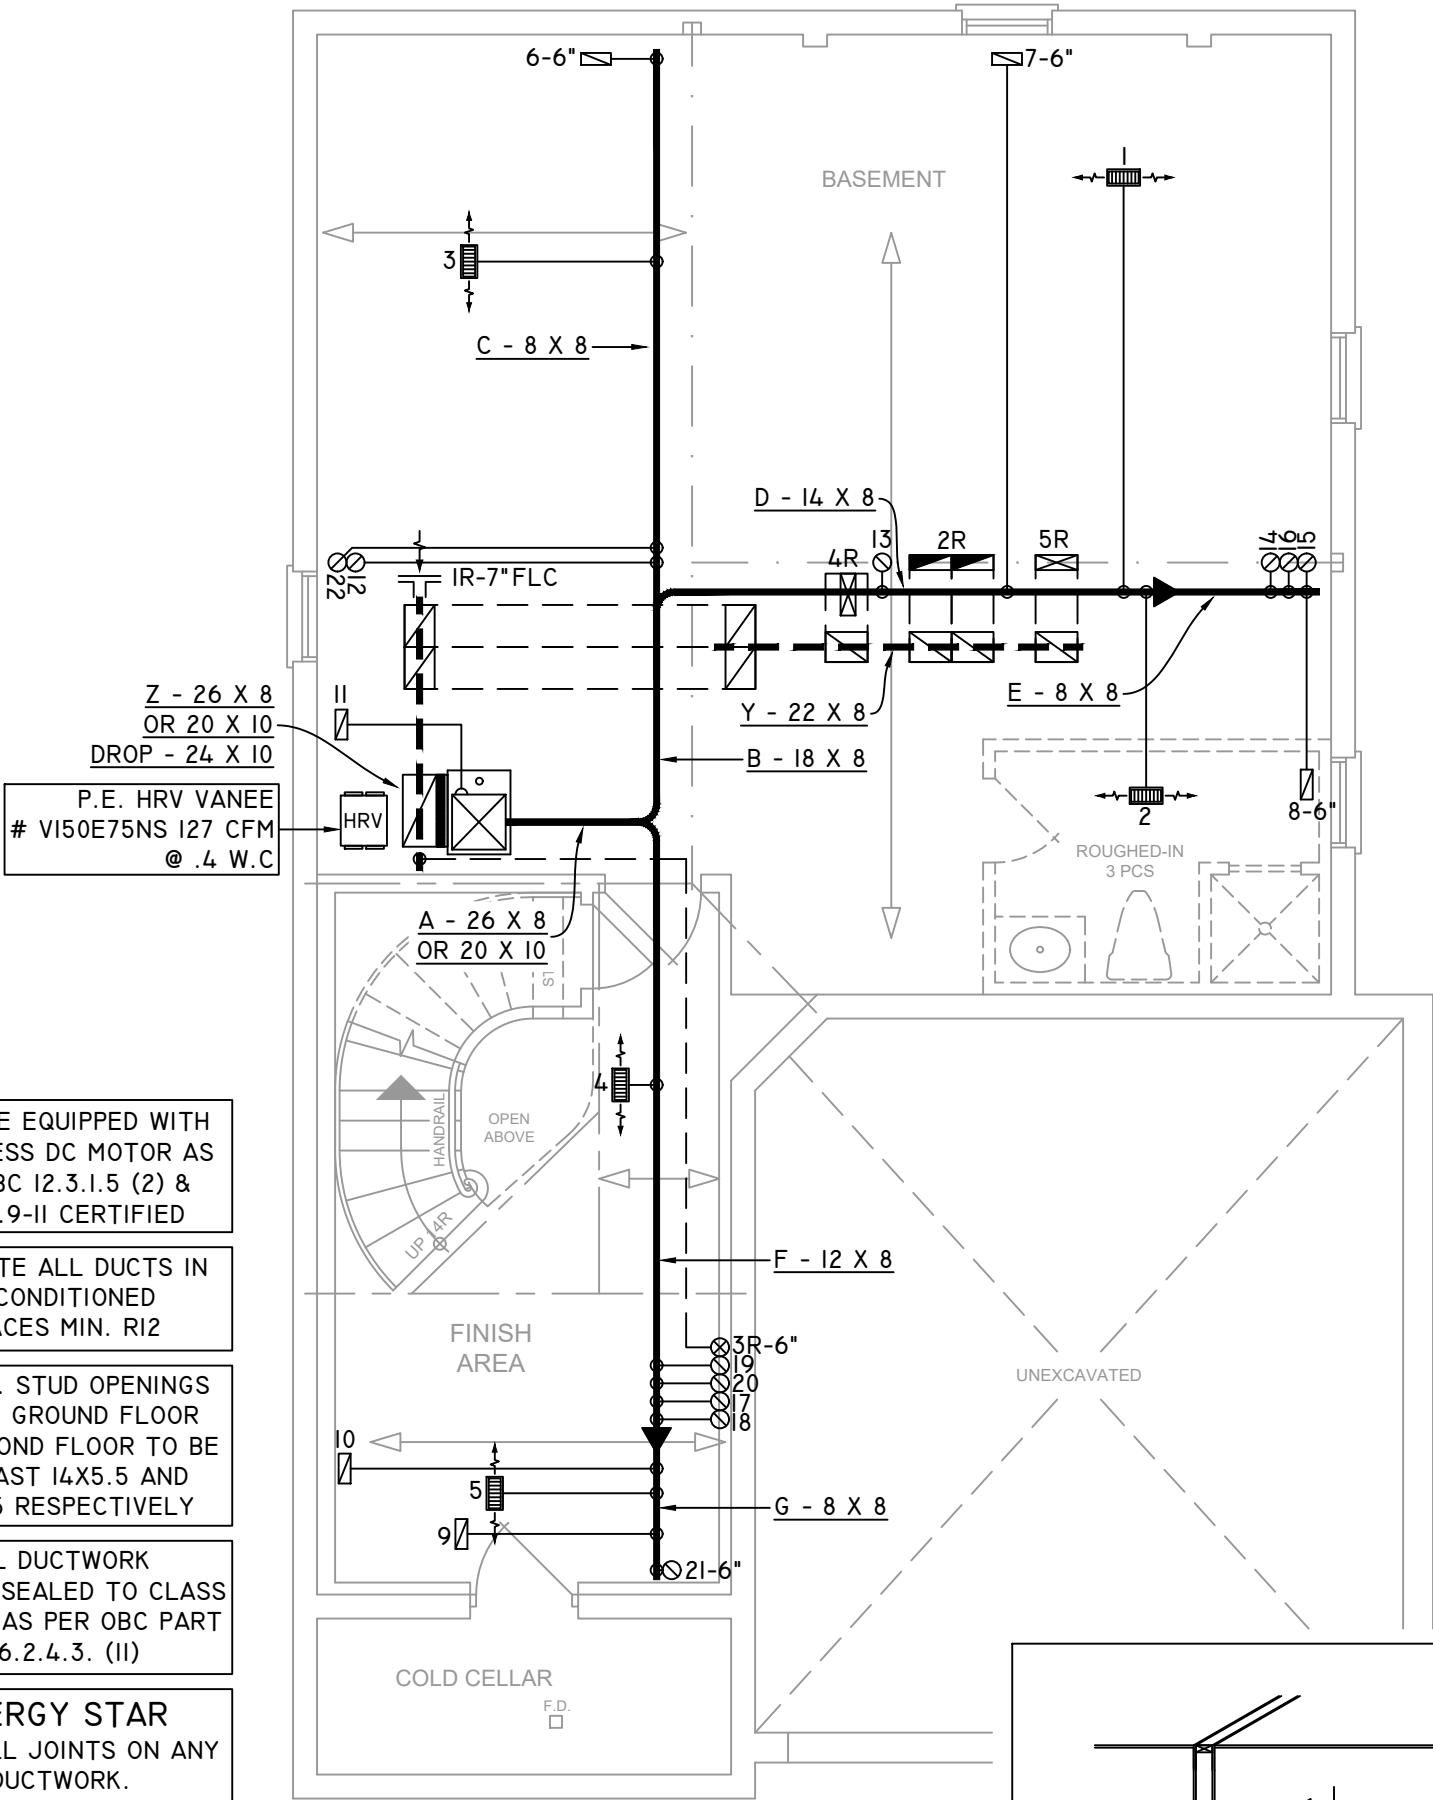 6-6"
7-6"
BASEMENT
1
3
C - 8 X 8
D - 14 X 8
13
2R
5R
4R
14
16
15
22
12
1R-7"FLC
Z - 26 X 8
OR 20 X 10
DROP - 24 X 10
11
Y - 22 X 8
E - 8 X 8
B - 18 X 8
P.E. HRV VANEE
# V150E75NS 127 CFM
@ .4 W.C
HRV
2
8-6"
ROUGHED-IN
3 PCS
A - 26 X 8
OR 20 X 10
LS
4
OPEN
ABOVE
HANDRAIL
UP 14R
E EQUIPPED WITH
ESS DC MOTOR AS
BC 12.3.1.5 (2) &
.9-11 CERTIFIED
F - 12 X 8
TE ALL DUCTS IN
CONDITIONED
ACES MIN. R12
FINISH
AREA
3R-6"
19
20
17
18
UNEXCAVATED
. STUD OPENINGS
GROUND FLOOR
OND FLOOR TO BE
AST 14X5.5 AND
5 RESPECTIVELY
10
5
9
G - 8 X 8
21-6"
L DUCTWORK
SEALED TO CLASS
AS PER OBC PART
6.2.4.3. (11)
COLD CELLAR
F.D.
ERGY STAR
LL JOINTS ON ANY
DUCTWORK.